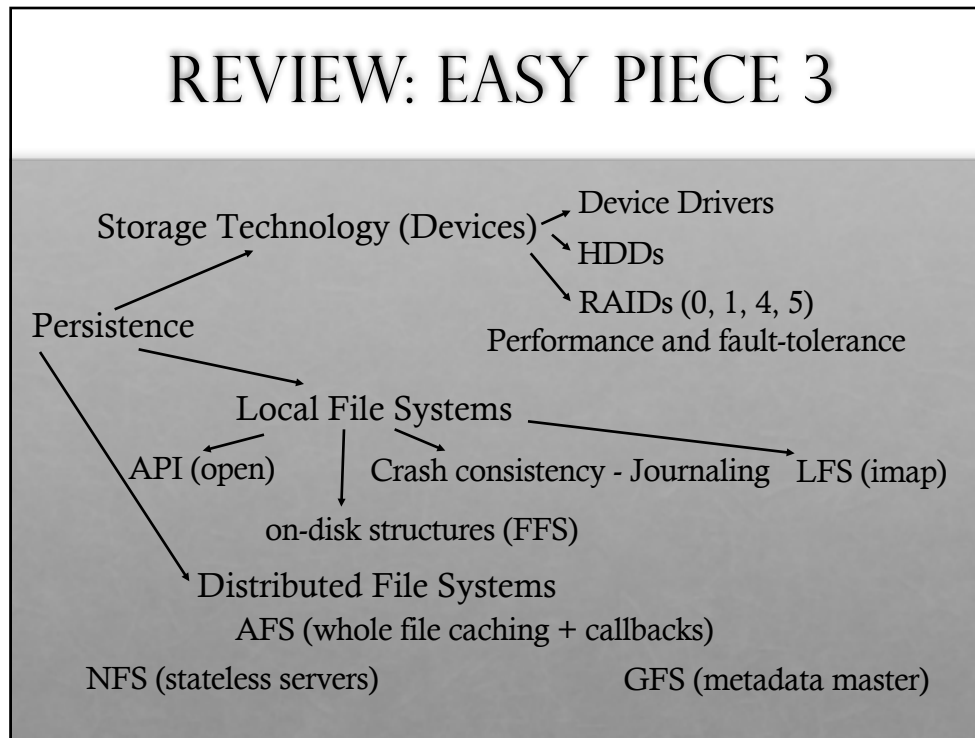 REVIEW: EASY PIECE 3
Device Drivers
Storage Technology (Devices)
HDDs
RAIDs (0, 1, 4, 5)
Persistence
Performance and fault-tolerance
Local File Systems
API (open)
Crash consistency - Journaling
LFS (imap)
on-disk structures (FFS)
Distributed File Systems
AFS (whole file caching + callbacks)
NFS (stateless servers)
GFS (metadata master)